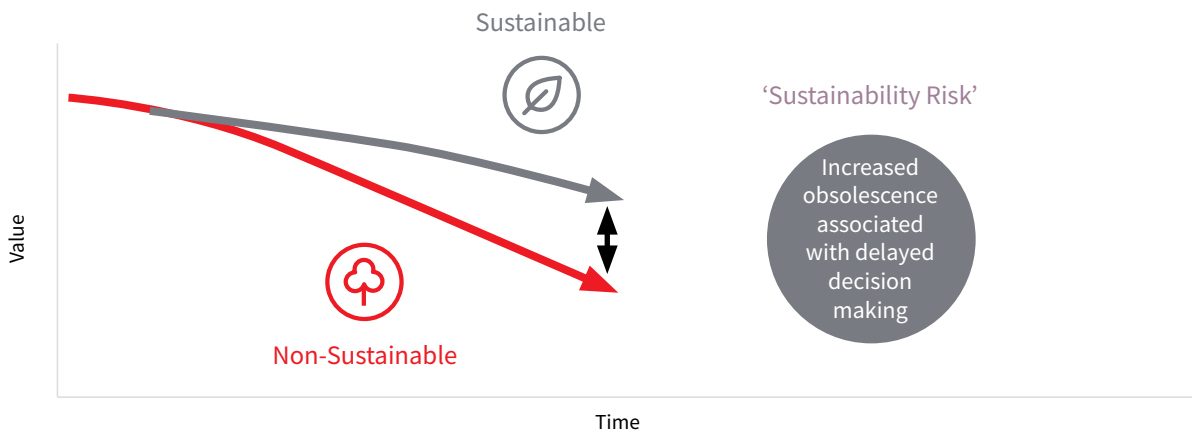 Sustainable
‘Sustainability Risk’
Increased
obsolescence
associated
with delayed
decision
making
Value
Non-Sustainable
Time